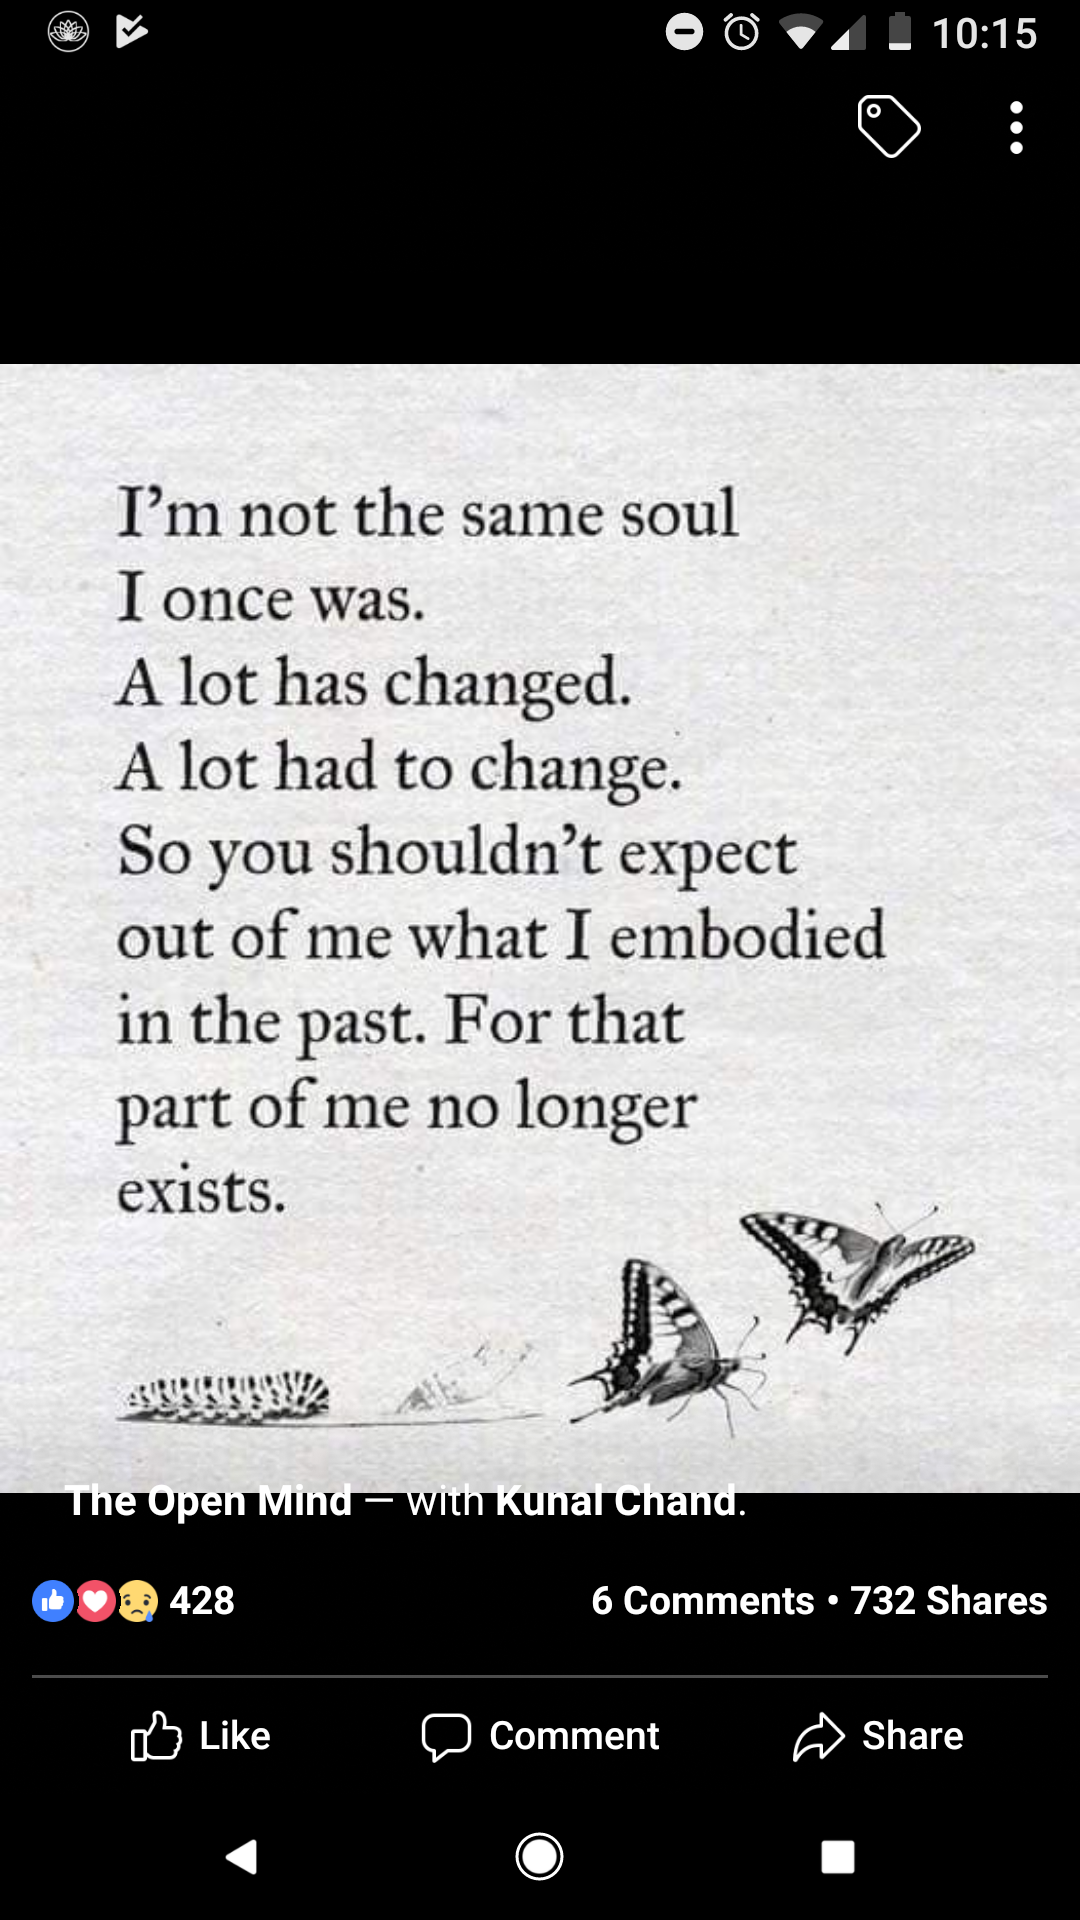 10:15
I'm not the same soul
I once was.
A lot has changed.
A lot had to change.
So you shouldn't expect
out of me what I embodied
in the past. For that
part of me no longer
exists.
The Open Mind — with Kunal Chand.
428 6 Comments • 732 Shares
Like Comment Share